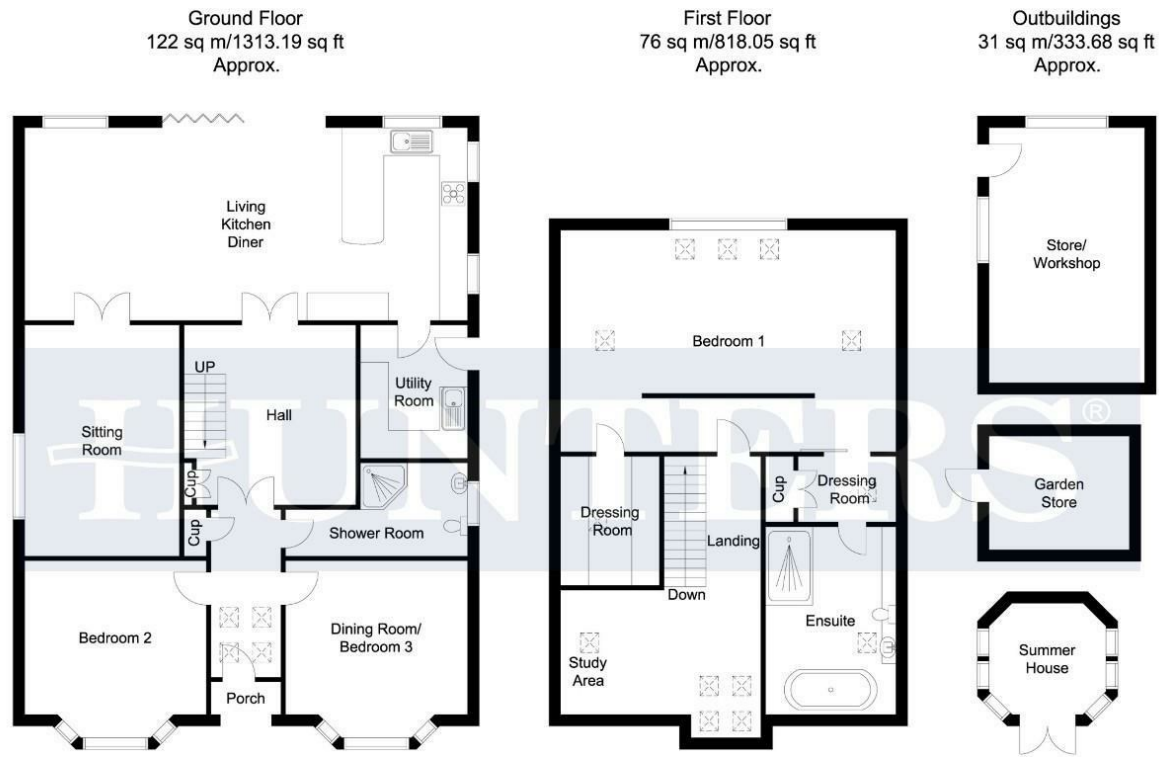 Ground Floor
122 sq m/1313.19 sq ft
Approx.
First Floor
76 sq m/818.05 sq ft
Approx.
Outbuildings
31 sq m/333.68 sq ft
Approx.
Living
Kitchen
Diner
UP
Hall
Utility
Room
Sitting
Room
Cup
Cup
Shower Room
Bedroom 2
Dining Room/
Bedroom 3
Porch
Bedroom 1
Dressing
Room
Cup
Dressing
Room
Landing
Down
Study
Area
Ensuite
Store/
Workshop
Garden
Store
Summer
House
HUNTERS®